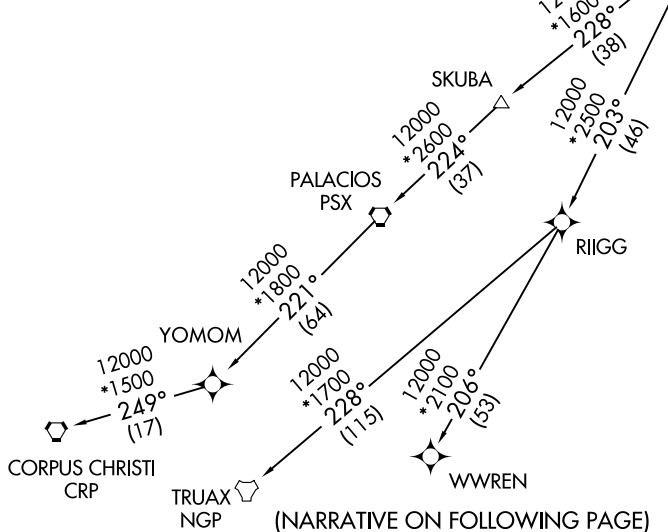 12
*1600
228°
(38)
SKUBA
12000
*2500
203°
(46)
12000
*2600
224°
(37)
PALACIOS
PSX
RIIGG
12000
*1800
221°
(64)
YOMOM
12000
*1500
249°
(17)
12000
*1700
228°
(115)
12000
*2100
206°
(53)
CORPUS CHRISTI
CRP
TRUAX
NGP
WWREN
(NARRATIVE ON FOLLOWING PAGE)